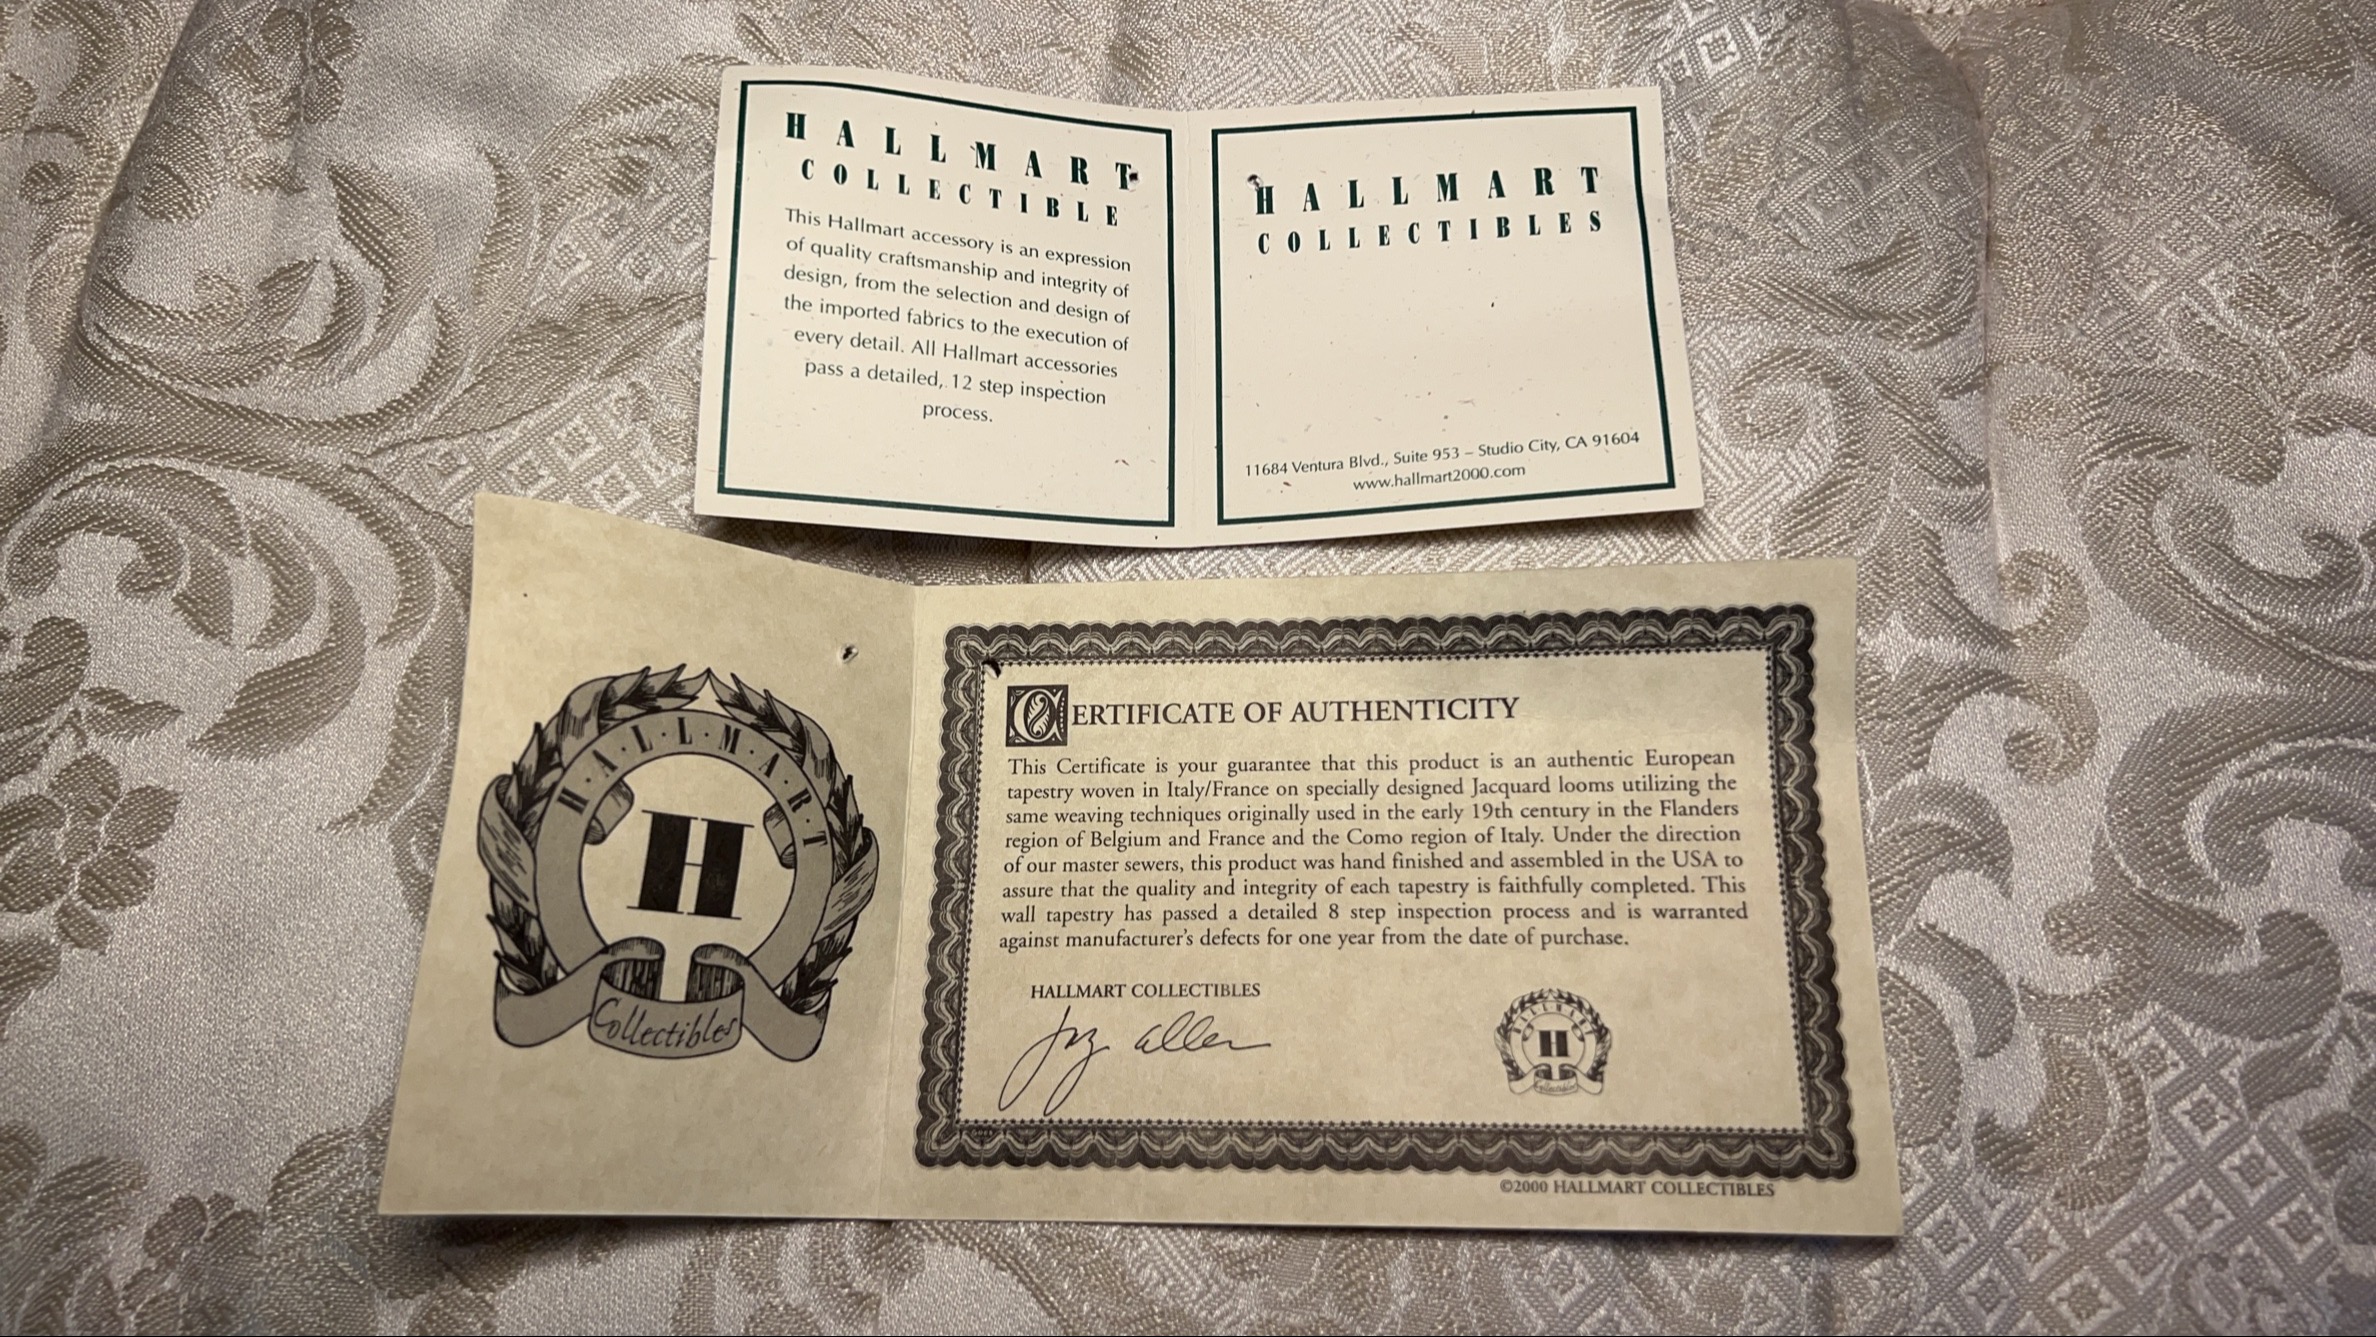 HALLMART
COLLECTIBLE
This Hallmart accessory is an expression
of quality craftsmanship and integrity of
design, from the selection and design of
the imported fabrics to the execution of
every detail. All Hallmart accessories
pass a detailed, 12 step inspection
process.
HALLMART
COLLECTIBLES
11684 Ventura Blvd., Suite 953 – Studio City, CA 91604
www.hallmart2000.com
H·A·L·L·M·A·R·T
H
Collectibles
CERTIFICATE OF AUTHENTICITY
This Certificate is your guarantee that this product is an authentic European
tapestry woven in Italy/France on specially designed Jacquard looms utilizing the
same weaving techniques originally used in the early 19th century in the Flanders
region of Belgium and France and the Como region of Italy. Under the direction
of our master sewers, this product was hand finished and assembled in the USA to
assure that the quality and integrity of each tapestry is faithfully completed. This
wall tapestry has passed a detailed 8 step inspection process and is warranted
against manufacturer's defects for one year from the date of purchase.
HALLMART COLLECTIBLES
HALLMART
H
Collectibles
©2000 HALLMART COLLECTIBLES